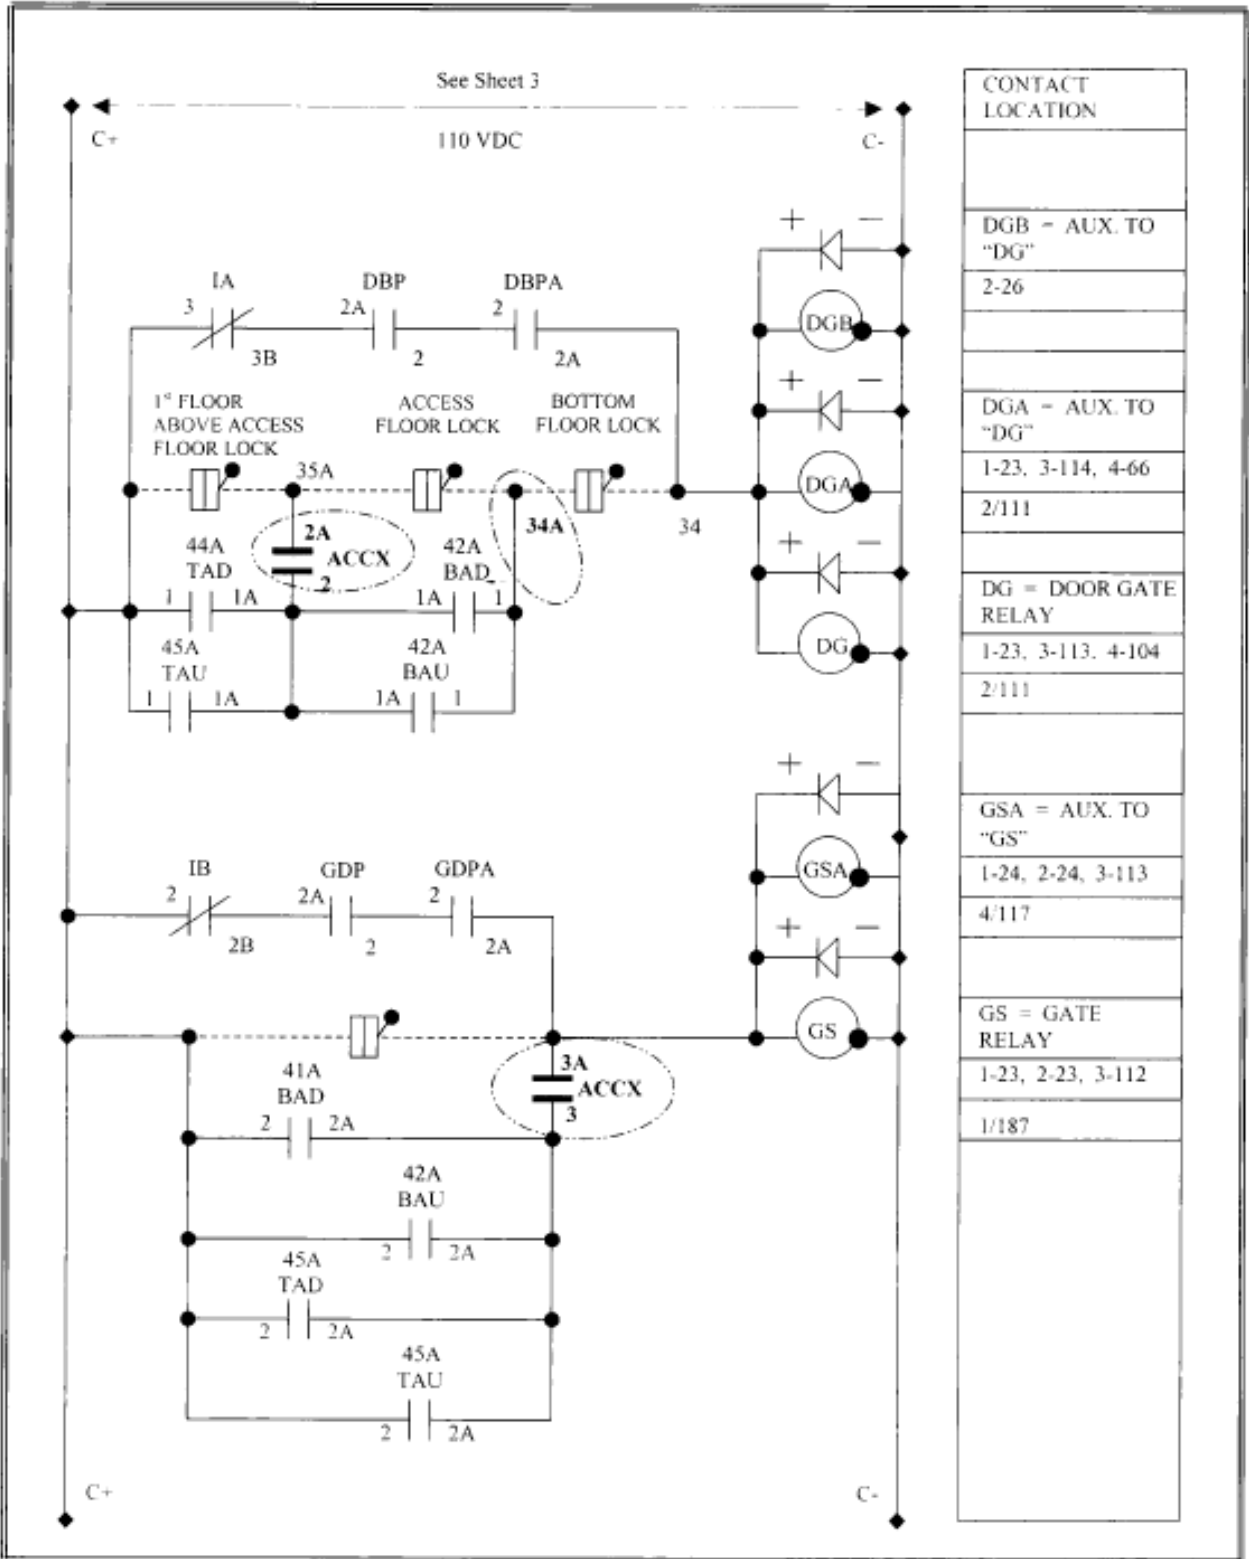 See Sheet 3
C+
110 VDC
C-
+ —
IA
3
3B
DBP
2A
2
DBPA
2
2A
DGB
+ —
1st FLOOR
ABOVE ACCESS
FLOOR LOCK
ACCESS
FLOOR LOCK
BOTTOM
FLOOR LOCK
35A
DGA
34A
34
2A
ACCX
2
44A
TAD
1 1A
42A
BAD
1A 1
+ —
DG
45A
TAU
1 1A
42A
BAU
1A 1
+ —
GSA
IB
2
2B
GDP
2A
2
GDPA
2
2A
+ —
GS
3A
ACCX
3
41A
BAD
2 2A
42A
BAU
2 2A
45A
TAD
2 2A
45A
TAU
2 2A
C+
C-
CONTACT
LOCATION
DGB - AUX. TO
"DG"
2-26
DGA - AUX. TO
"DG"
1-23, 3-114, 4-66
2/111
DG = DOOR GATE
RELAY
1-23, 3-113. 4-104
2/111
GSA = AUX. TO
"GS"
1-24, 2-24, 3-113
4/117
GS = GATE
RELAY
1-23, 2-23, 3-112
1/187